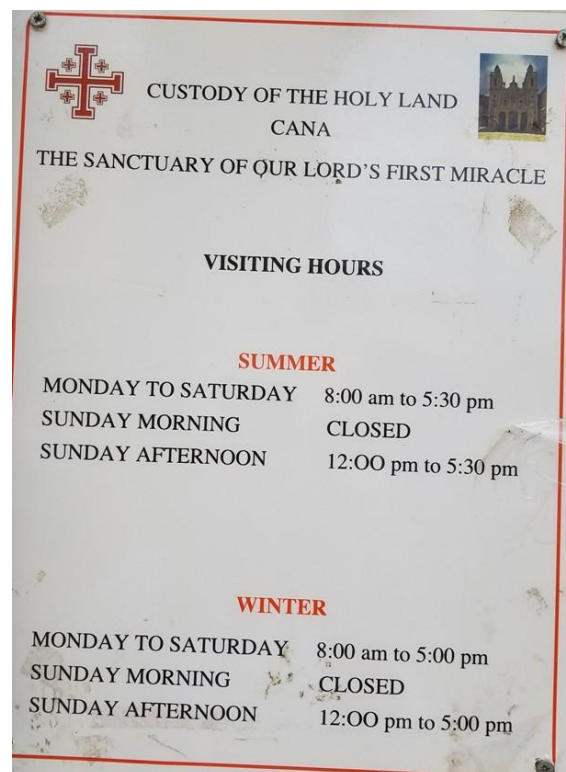 CUSTODY OF THE HOLY LAND
CANA
THE SANCTUARY OF OUR LORD'S FIRST MIRACLE
VISITING HOURS
SUMMER
MONDAY TO SATURDAY 8:00 am to 5:30 pm
SUNDAY MORNING CLOSED
SUNDAY AFTERNOON 12:OO pm to 5:30 pm
WINTER
MONDAY TO SATURDAY 8:00 am to 5:00 pm
SUNDAY MORNING CLOSED
SUNDAY AFTERNOON 12:OO pm to 5:00 pm